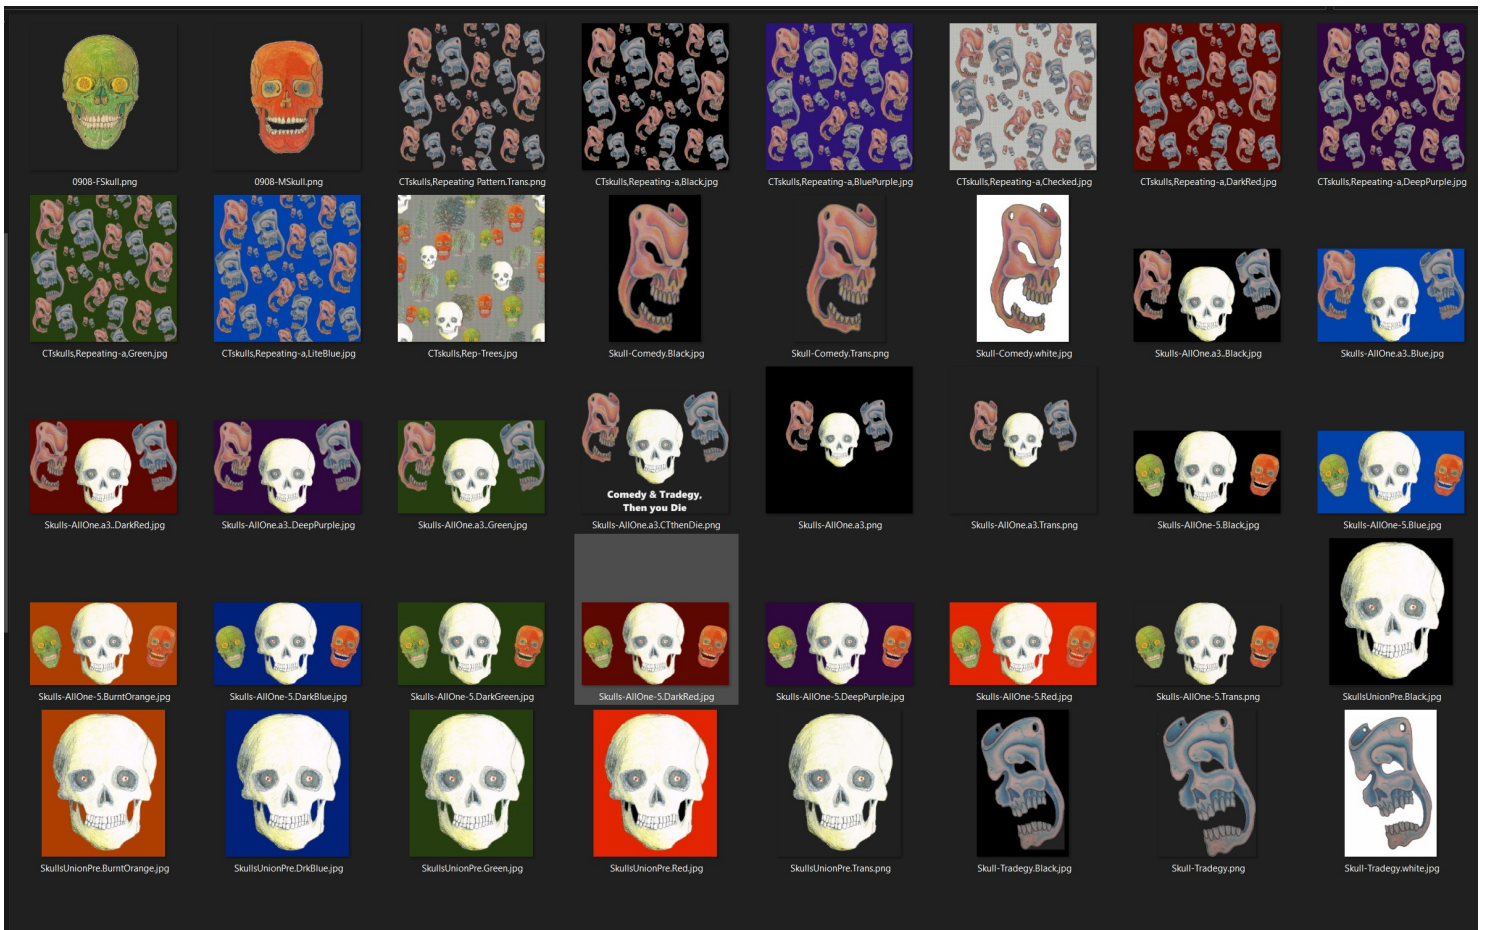 0908-FSkull.png
0908-MSkull.png
CTskulls,Repeating Pattern.Trans.png
CTskulls,Repeating-a,Black.jpg
CTskulls,Repeating-a,BluePurple.jpg
CTskulls,Repeating-a,Checked.jpg
CTskulls,Repeating-a,DarkRed.jpg
CTskulls,Repeating-a,DeepPurple.jpg
CTskulls,Repeating-a,Green.jpg
CTskulls,Repeating-a,LiteBlue.jpg
CTskulls,Rep-Trees.jpg
Skull-Comedy.Black.jpg
Skull-Comedy.Trans.png
Skull-Comedy.white.jpg
Skulls-AllOne.a3..Black.jpg
Skulls-AllOne.a3..Blue.jpg
Skulls-AllOne.a3..DarkRed.jpg
Skulls-AllOne.a3..DeepPurple.jpg
Skulls-AllOne.a3..Green.jpg
Comedy & Tradegy,
Then you Die
Skulls-AllOne.a3.CTthenDie.png
Skulls-AllOne.a3.png
Skulls-AllOne.a3.Trans.png
Skulls-AllOne-5.Black.jpg
Skulls-AllOne-5.Blue.jpg
Skulls-AllOne-5.BurntOrange.jpg
Skulls-AllOne-5.DarkBlue.jpg
Skulls-AllOne-5.DarkGreen.jpg
Skulls-AllOne-5.DarkRed.jpg
Skulls-AllOne-5.DeepPurple.jpg
Skulls-AllOne-5.Red.jpg
Skulls-AllOne-5.Trans.png
SkullsUnionPre.Black.jpg
SkullsUnionPre.BurntOrange.jpg
SkullsUnionPre.DrkBlue.jpg
SkullsUnionPre.Green.jpg
SkullsUnionPre.Red.jpg
SkullsUnionPre.Trans.png
Skull-Tradegy.Black.jpg
Skull-Tradegy.png
Skull-Tradegy.white.jpg